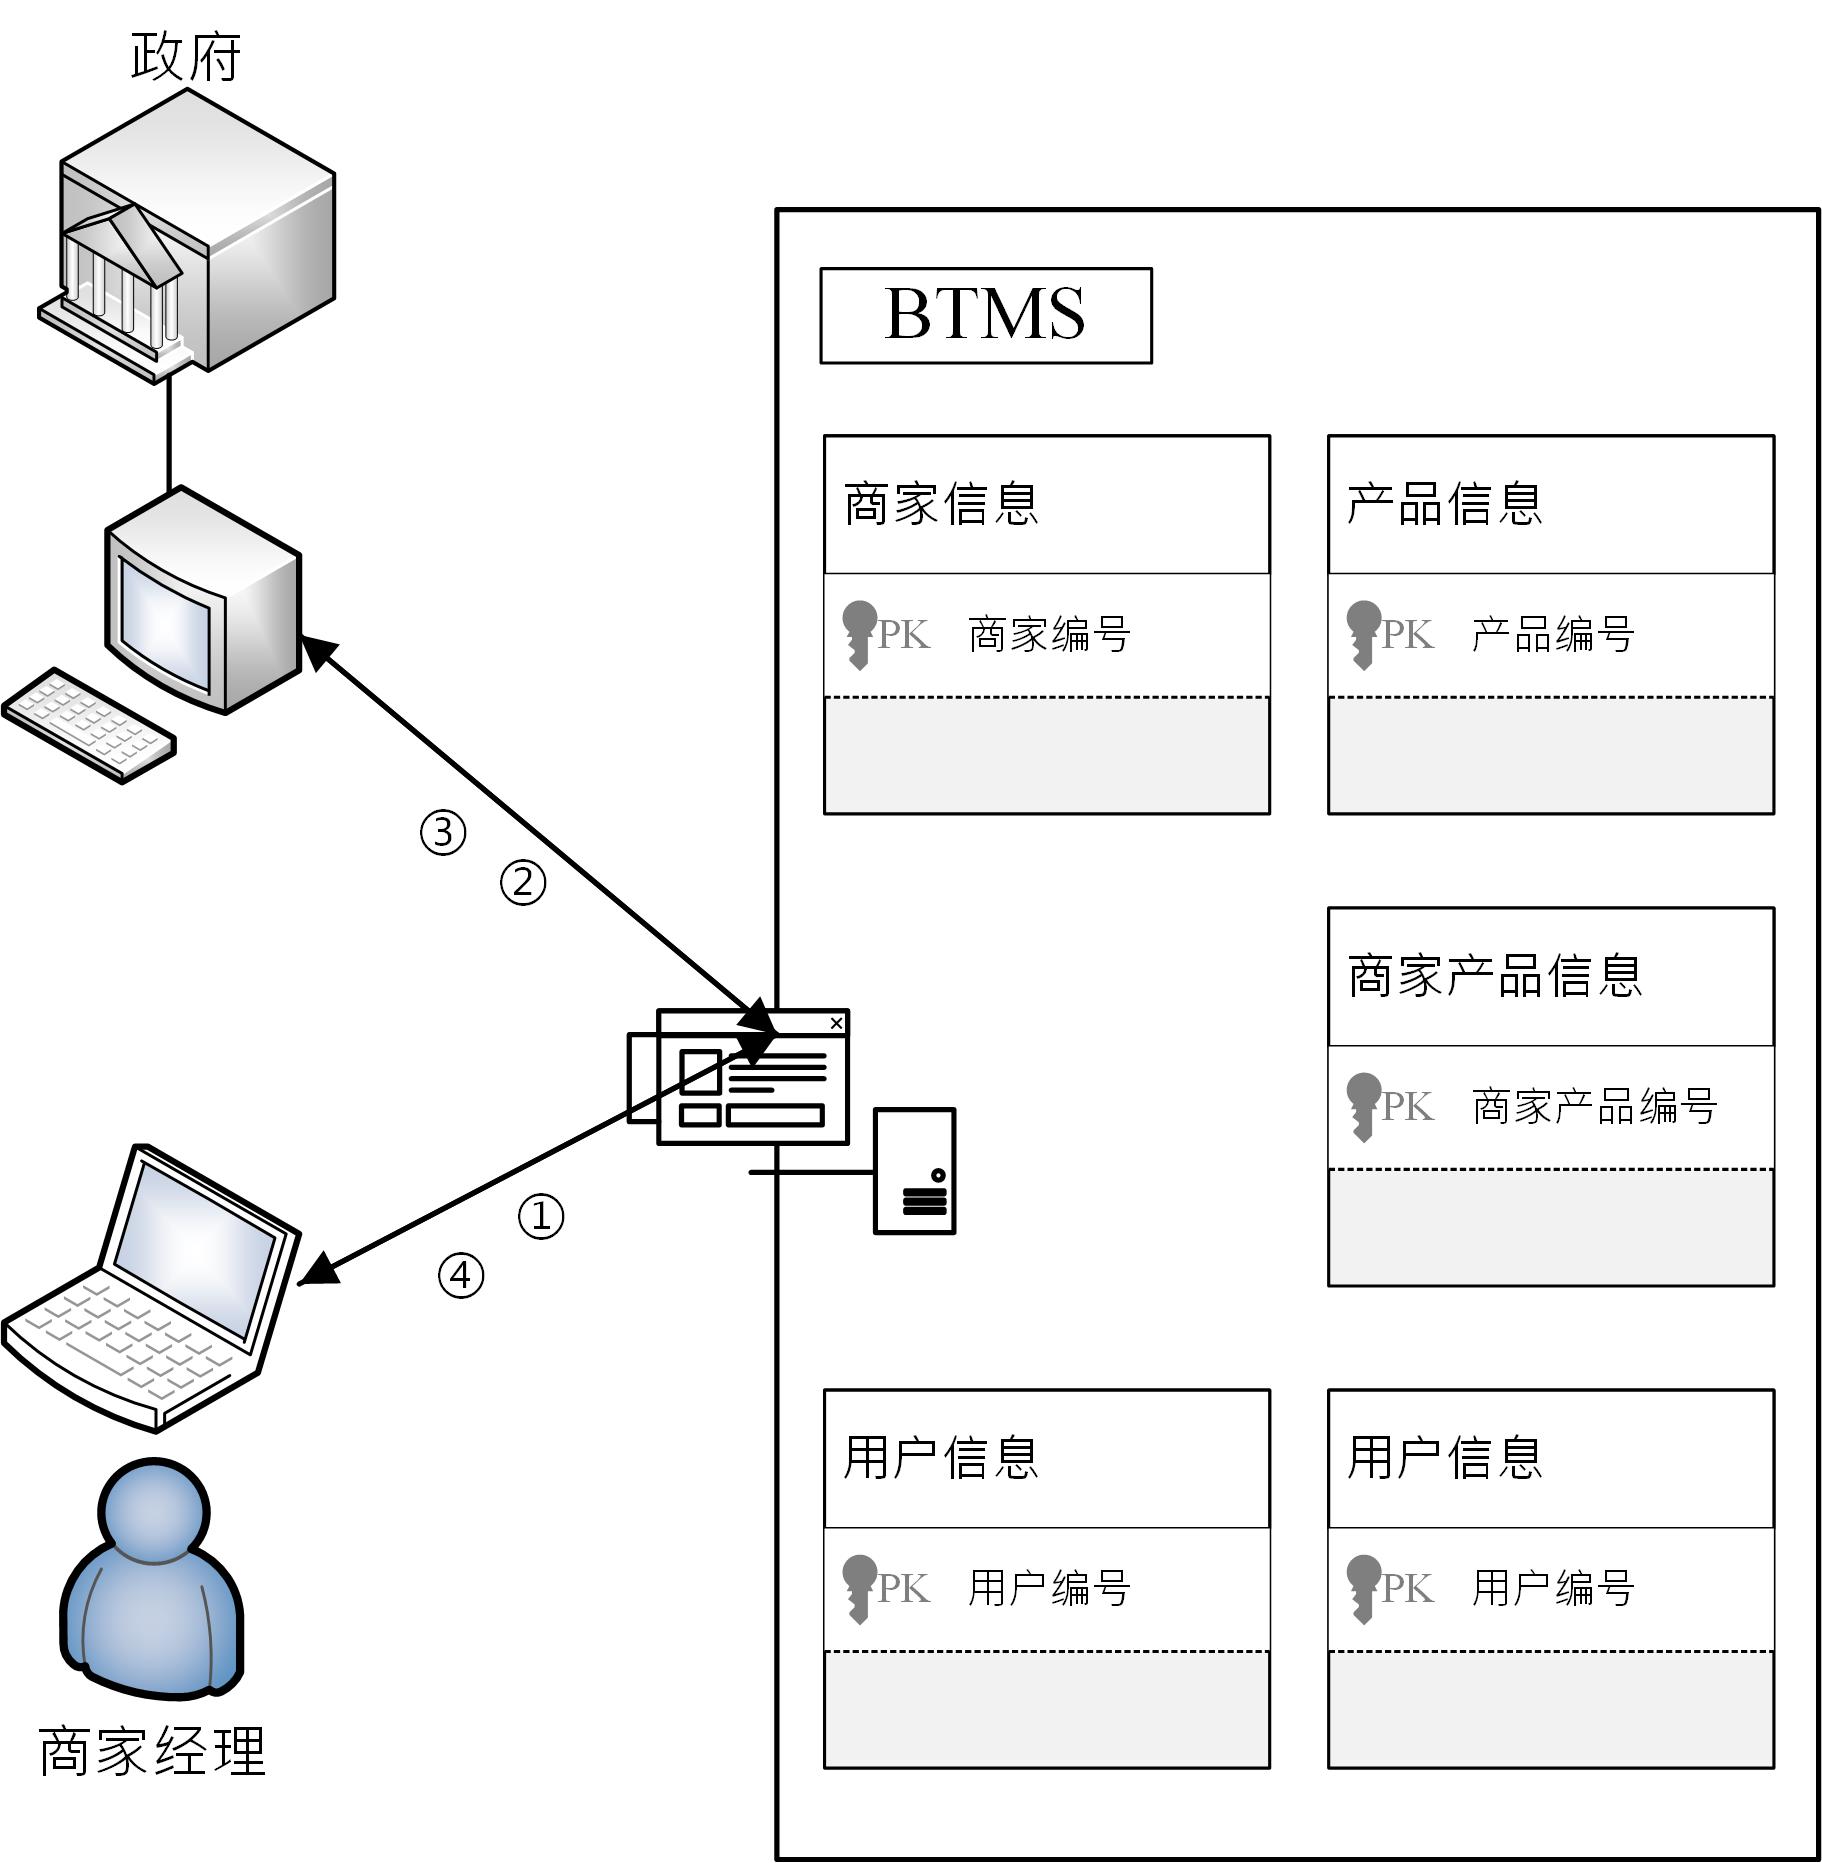 政府
BTMS
商家信息
PK 商家编号
产品信息
PK 产品编号
③
②
商家产品信息
PK 商家产品编号
①
④
用户信息
PK 用户编号
用户信息
PK 用户编号
商家经理